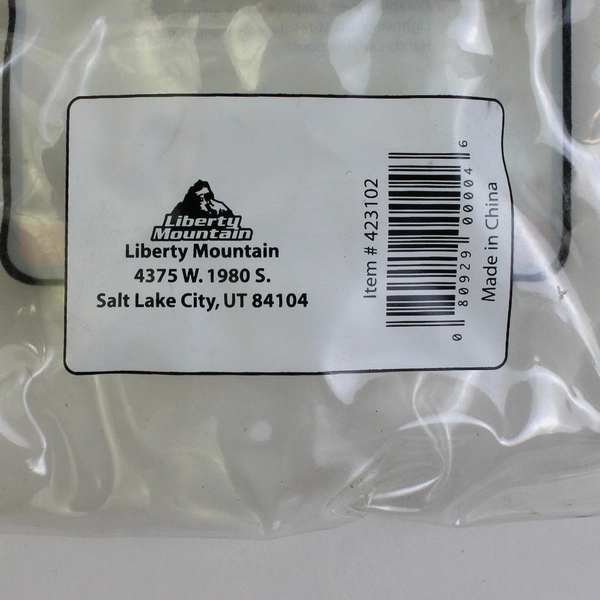 Liberty
Mountain
Liberty Mountain
4375 W. 1980 S.
Salt Lake City, UT 84104
Item # 423102
0 80929 00004 6
Made in China